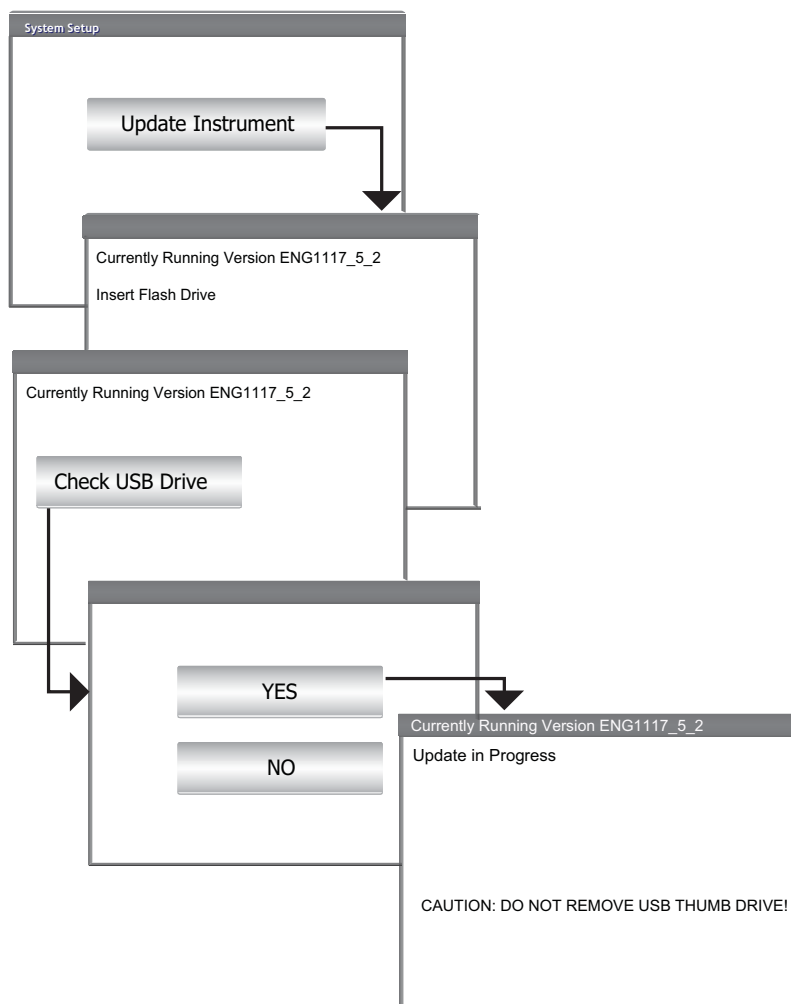 System Setup
Update Instrument
Currently Running Version ENG1117_5_2
Insert Flash Drive
Currently Running Version ENG1117_5_2
Check USB Drive
YES
NO
Currently Running Version ENG1117_5_2
Update in Progress
CAUTION: DO NOT REMOVE USB THUMB DRIVE!